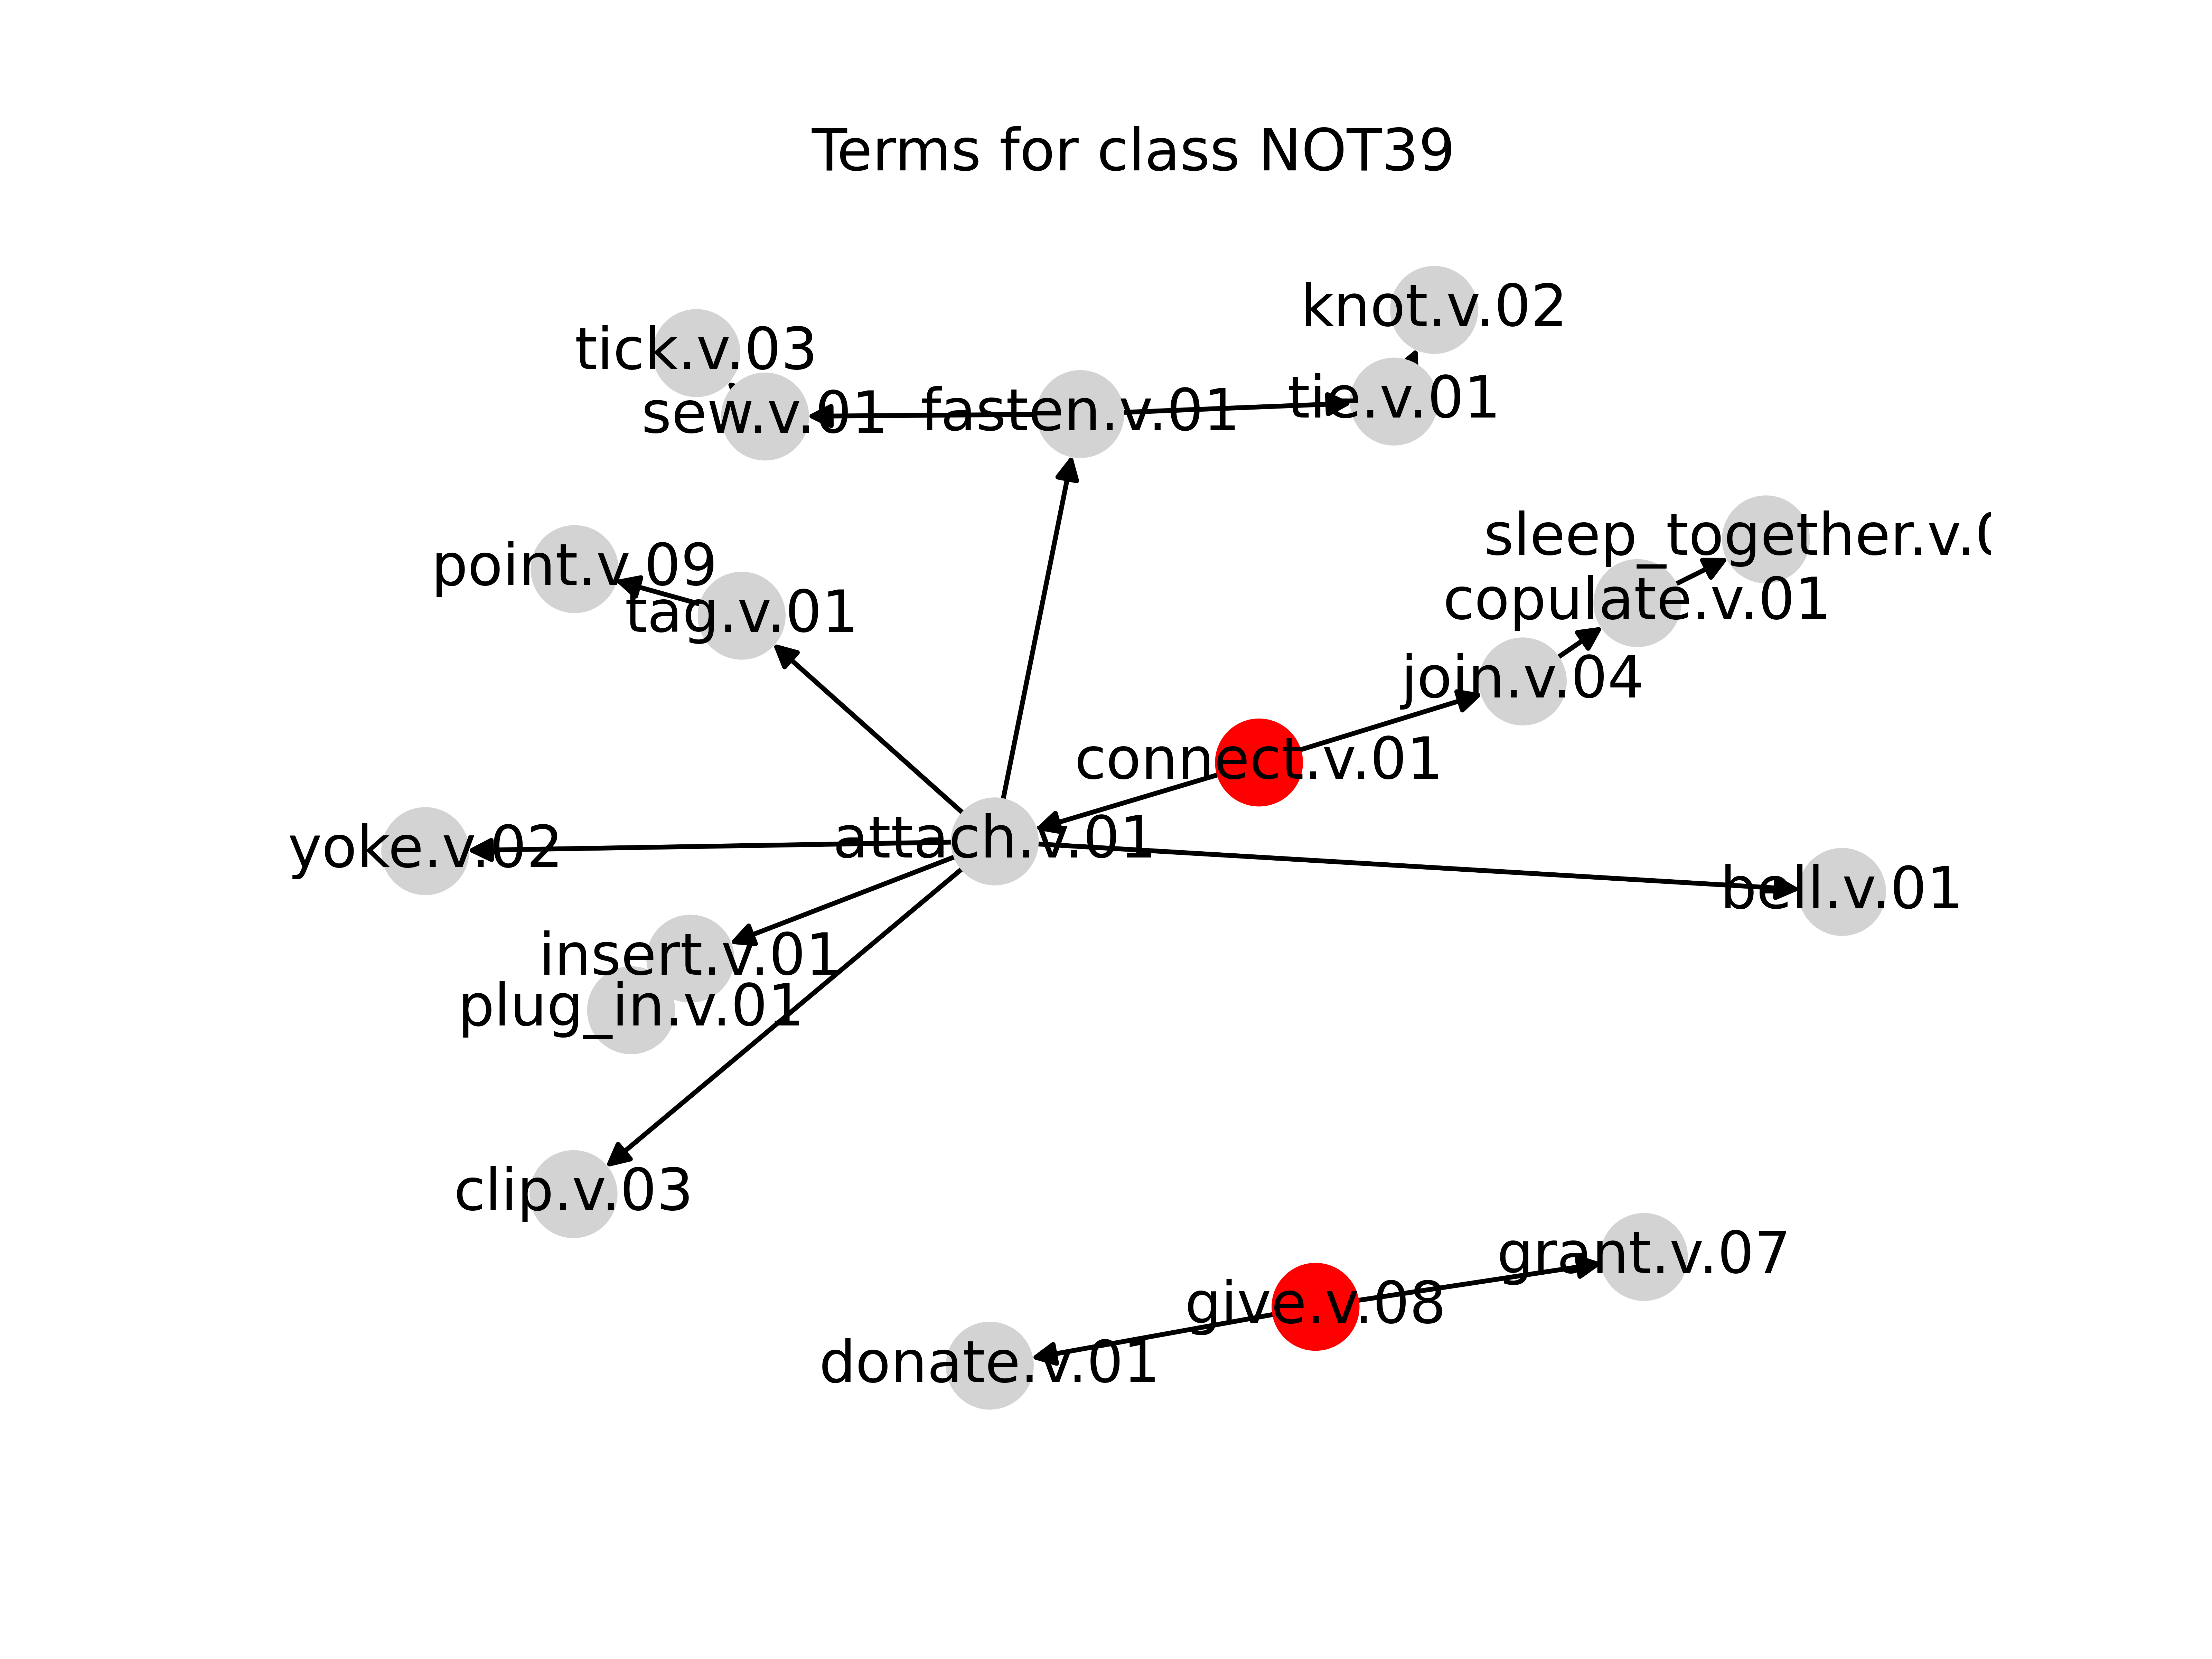 Terms for class NOT39
knot.v.02
tick.v.03
tie.v.01
sew.v.01
fasten.v.01
sleep_together.v.
point.v.09
copulate.v.01
tag.v.01
join.v.04
connect.v.01
attach.v.01
yoke.v.02
bell.v.01
insert.v.01
plug_in.v.01
clip.v.03
grant.v.07
give.v.08
donate.v.01